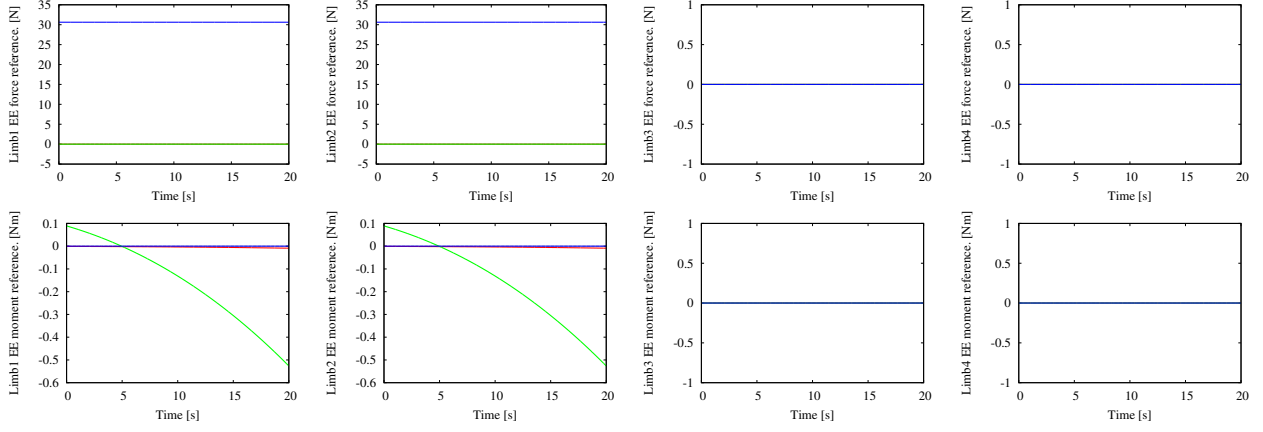 Limb1 EE force reference. [N]
35
30
25
20
15
10
5
0
-5
0 5 10 15 20
Time [s]
Limb2 EE force reference. [N]
35
30
25
20
15
10
5
0
-5
0 5 10 15 20
Time [s]
Limb3 EE force reference. [N]
1
0.5
0
-0.5
-1
0 5 10 15 20
Time [s]
Limb4 EE force reference. [N]
1
0.5
0
-0.5
-1
0 5 10 15 20
Time [s]
Limb1 EE moment reference. [Nm]
0.1
0
-0.1
-0.2
-0.3
-0.4
-0.5
-0.6
0 5 10 15 20
Time [s]
Limb2 EE moment reference. [Nm]
0.1
0
-0.1
-0.2
-0.3
-0.4
-0.5
-0.6
0 5 10 15 20
Time [s]
Limb3 EE moment reference. [Nm]
1
0.5
0
-0.5
-1
0 5 10 15 20
Time [s]
Limb4 EE moment reference. [Nm]
1
0.5
0
-0.5
-1
0 5 10 15 20
Time [s]